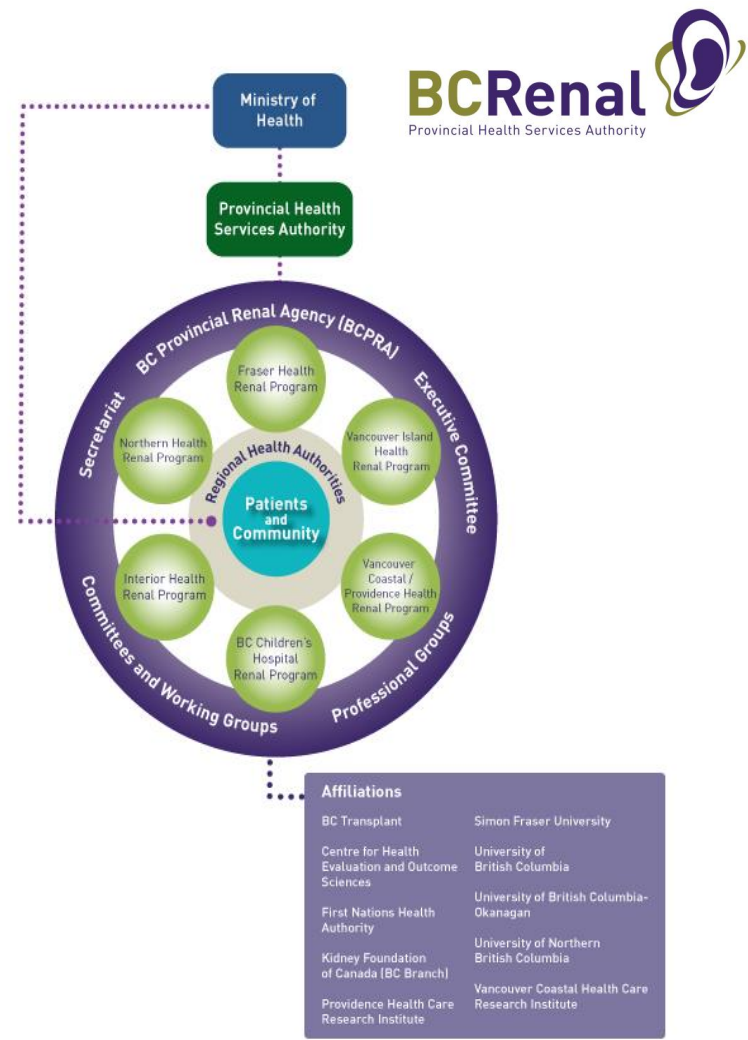 BCRenal
Provincial Health Services Authority
Ministry of
Health
Provincial Health
Services Authority
BC Provincial Renal Agency (BCPRA)
Executive Committee
Professional Groups
Committees and Working Groups
Secretariat
Fraser Health
Renal Program
Northern Health
Renal Program
Vancouver Island
Health
Renal Program
Regional Health Authorities
Patients
and
Community
Interior Health
Renal Program
Vancouver
Coastal /
Providence Health
Renal Program
BC Children's
Hospital
Renal Program
Affiliations
BC Transplant
Centre for Health
Evaluation and Outcome
Sciences
First Nations Health
Authority
Kidney Foundation
of Canada (BC Branch)
Providence Health Care
Research Institute
Simon Fraser University
University of
British Columbia
University of British Columbia-
Okanagan
University of Northern
British Columbia
Vancouver Coastal Health Care
Research Institute